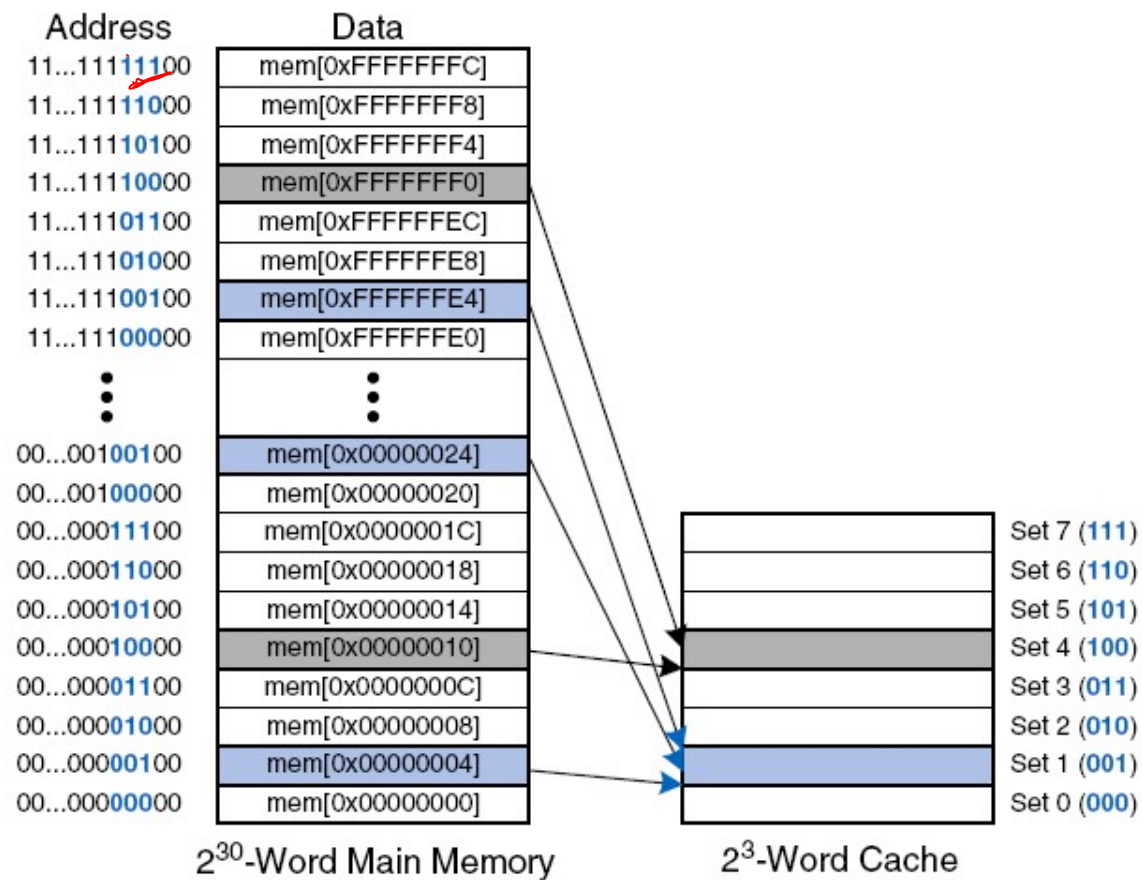 Address Data
11...11111100 mem[0xFFFFFFFC]
11...11111000 mem[0xFFFFFFF8]
11...11110100 mem[0xFFFFFFF4]
11...11110000 mem[0xFFFFFFF0]
11...11101100 mem[0xFFFFFFEC]
11...11101000 mem[0xFFFFFFE8]
11...11100100 mem[0xFFFFFFE4]
11...11100000 mem[0xFFFFFFE0]
00...00100100 mem[0x00000024]
00...00100000 mem[0x00000020]
00...00011100 mem[0x0000001C] Set 7 (111)
00...00011000 mem[0x00000018] Set 6 (110)
00...00010100 mem[0x00000014] Set 5 (101)
00...00010000 mem[0x00000010] Set 4 (100)
00...00001100 mem[0x0000000C] Set 3 (011)
00...00001000 mem[0x00000008] Set 2 (010)
00...00000100 mem[0x00000004] Set 1 (001)
00...00000000 mem[0x00000000] Set 0 (000)
2³⁰-Word Main Memory 2³-Word Cache